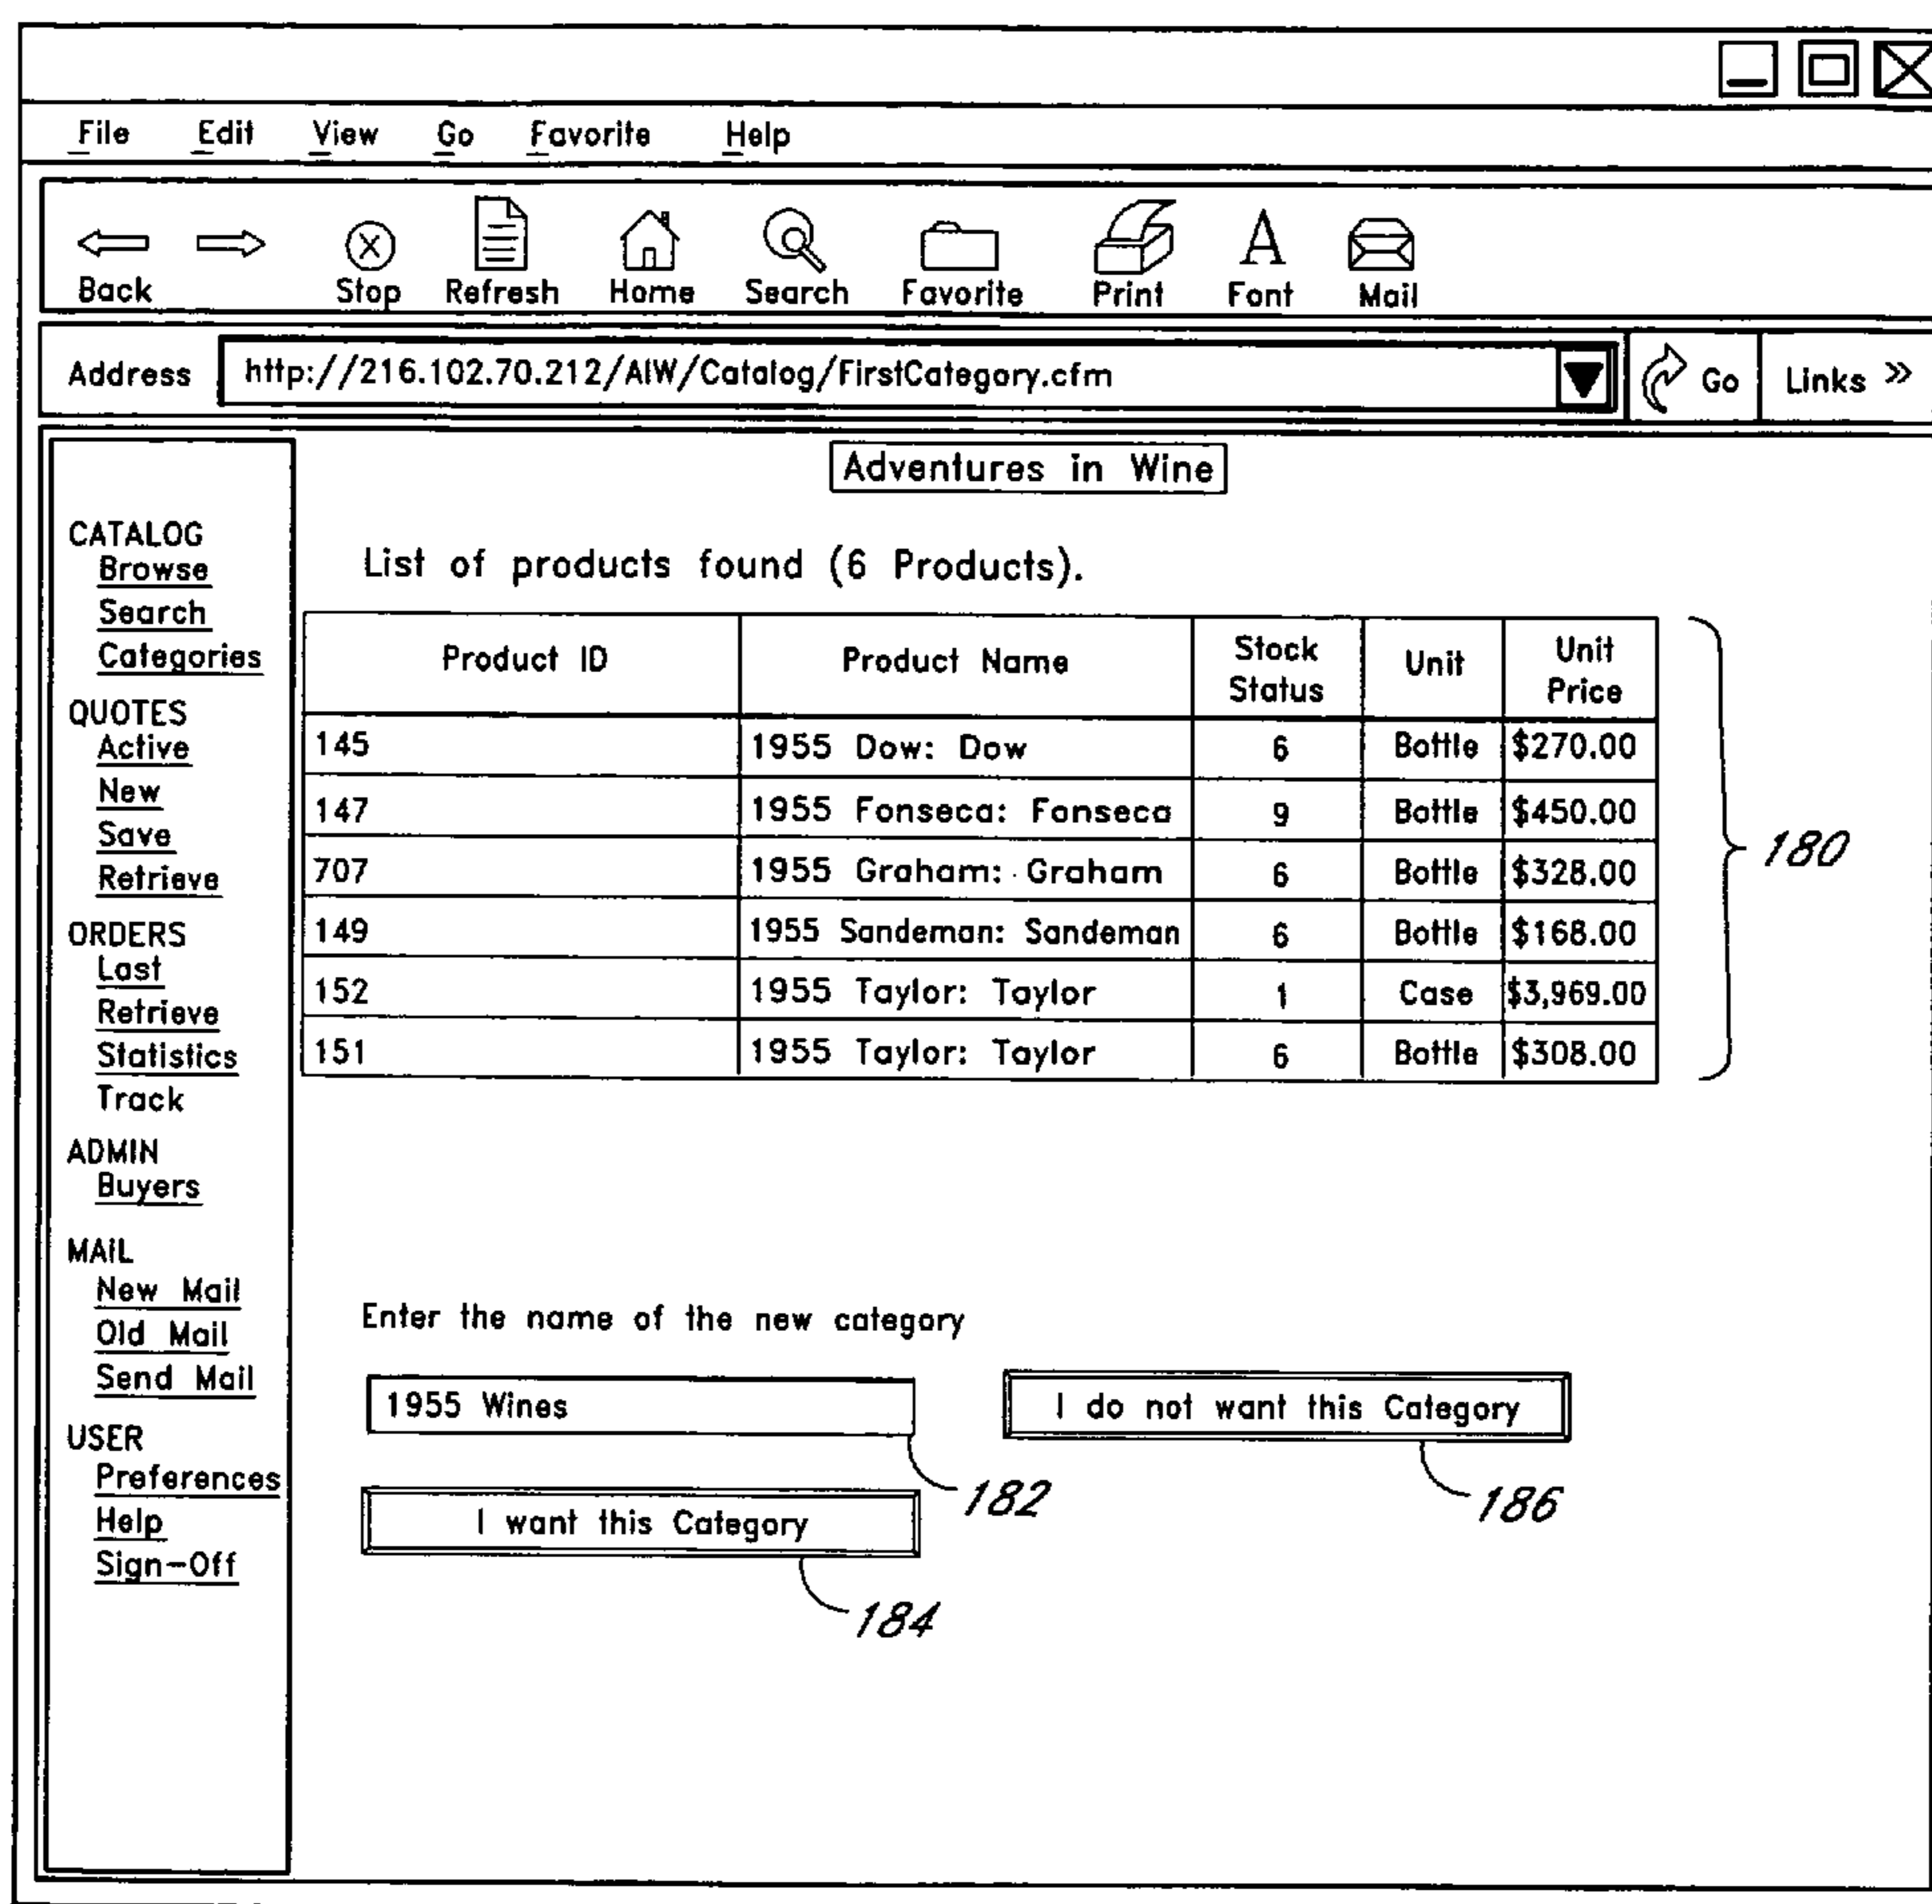 File Edit View Go Favorite Help
Back Stop Refresh Home Search Favorite Print Font Mail
Address http://216.102.70.212/AIW/Catalog/FirstCategory.cfm Go Links »
Adventures in Wine
CATALOG
Browse
Search
Categories
QUOTES
Active
New
Save
Retrieve
ORDERS
Last
Retrieve
Statistics
Track
ADMIN
Buyers
MAIL
New Mail
Old Mail
Send Mail
USER
Preferences
Help
Sign-Off
List of products found (6 Products).
Product ID Product Name Stock Status Unit Unit Price
145 1955 Dow: Dow 6 Bottle $270.00
147 1955 Fonseca: Fonseca 9 Bottle $450.00
707 1955 Graham: Graham 6 Bottle $328.00
149 1955 Sandeman: Sandeman 6 Bottle $168.00
152 1955 Taylor: Taylor 1 Case $3,969.00
151 1955 Taylor: Taylor 6 Bottle $308.00
180
Enter the name of the new category
1955 Wines
I do not want this Category
182
186
I want this Category
184